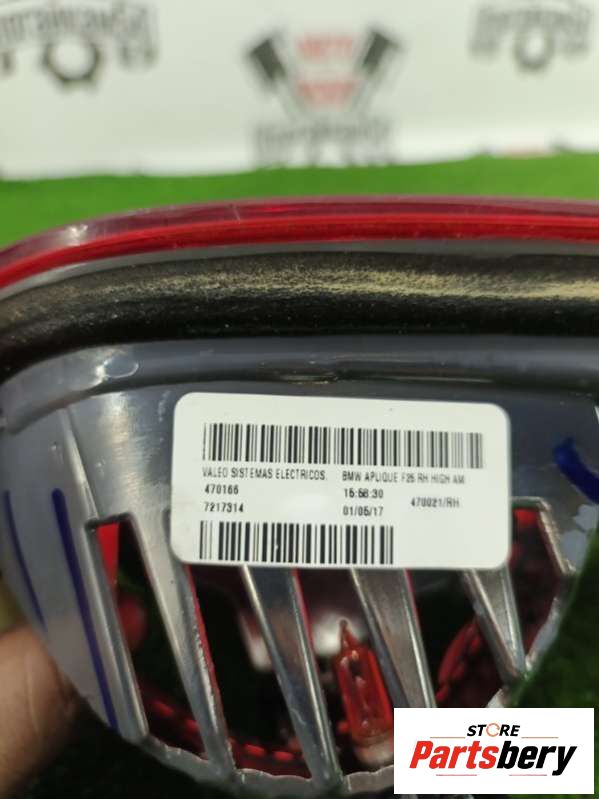 VALEO SISTEMAS ELECTRICOS. BMW APLIQUE F25 RH HIGH AM
470166 15:58:30 470021/RH
7217314 01/05/17
STORE
Partsbery